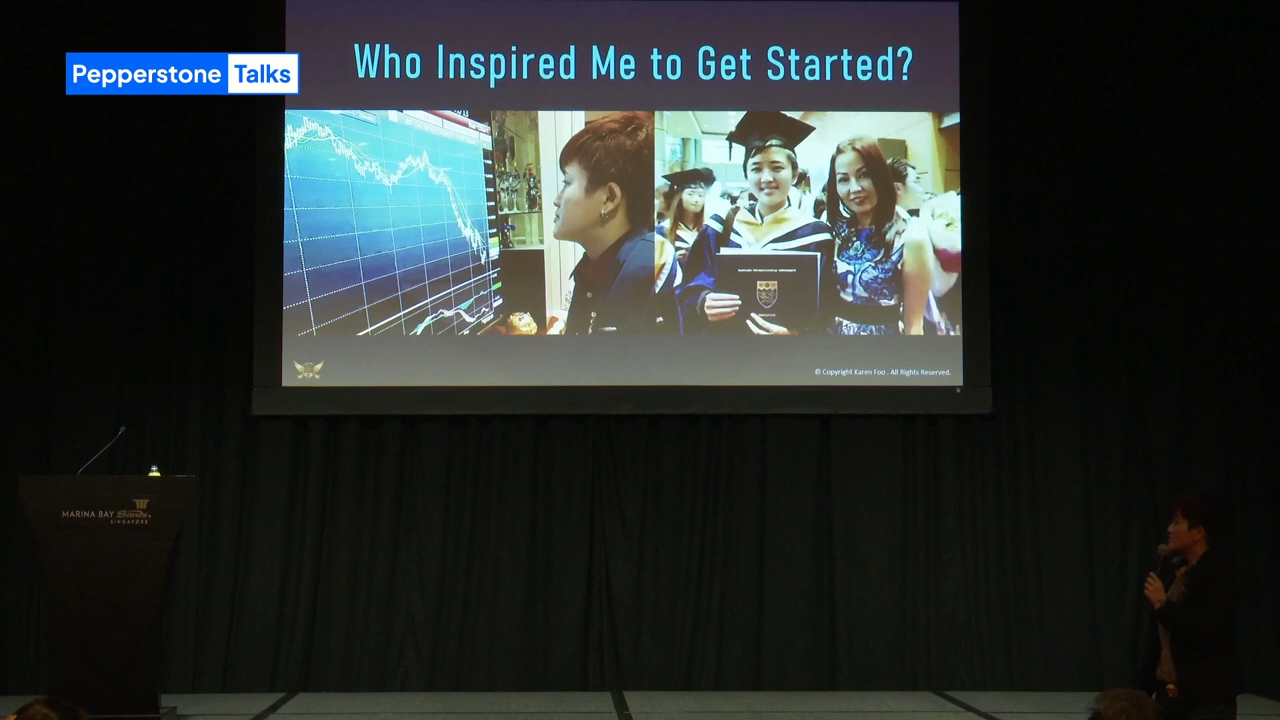 Pepperstone Talks
Who Inspired Me to Get Started?
© Copyright Karen Foo . All Rights Reserved.
MARINA BAY Sands.
SINGAPORE